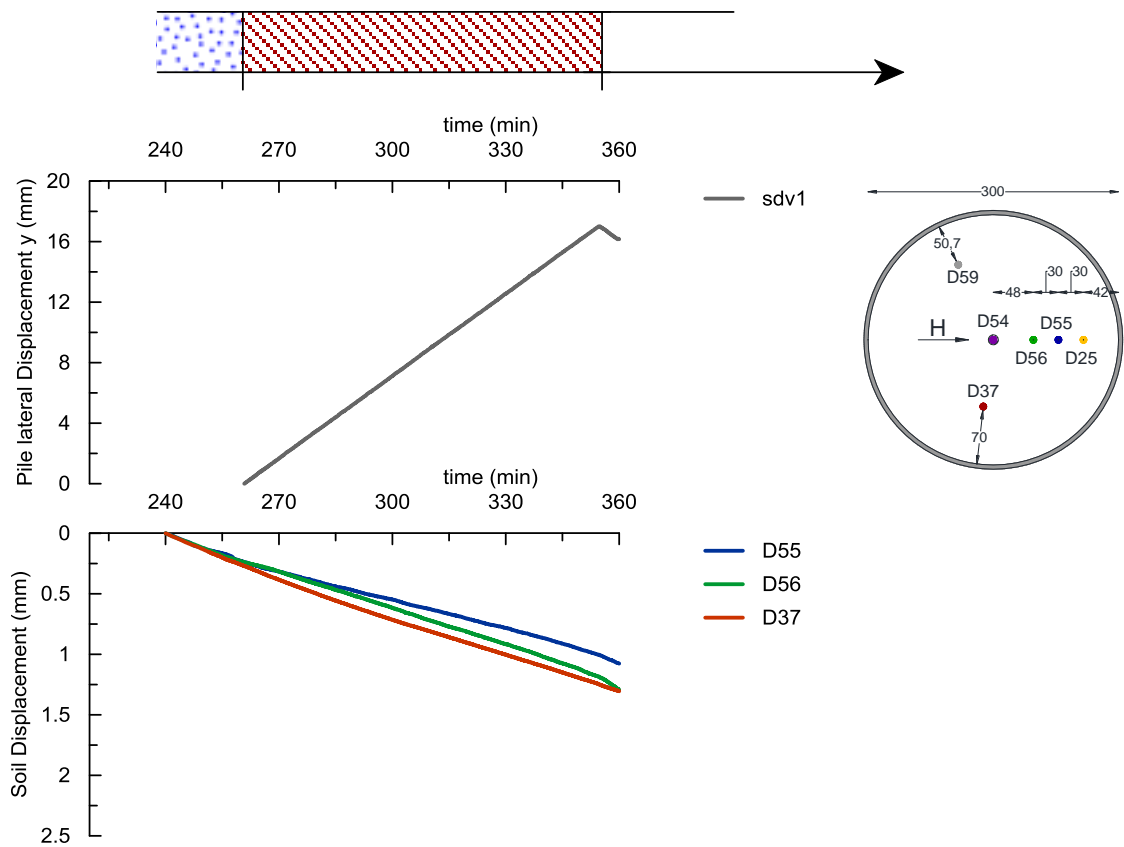 time (min)
240 270 300 330 360
20
16
12
8
4
0
Pile lateral Displacement y (mm)
sdv1
300
50,7
D59
30 30
48 42
H
D54 D55
D56 D25
D37
70
time (min)
240 270 300 330 360
0
0.5
1
1.5
2
2.5
Soil Displacement (mm)
D55
D56
D37